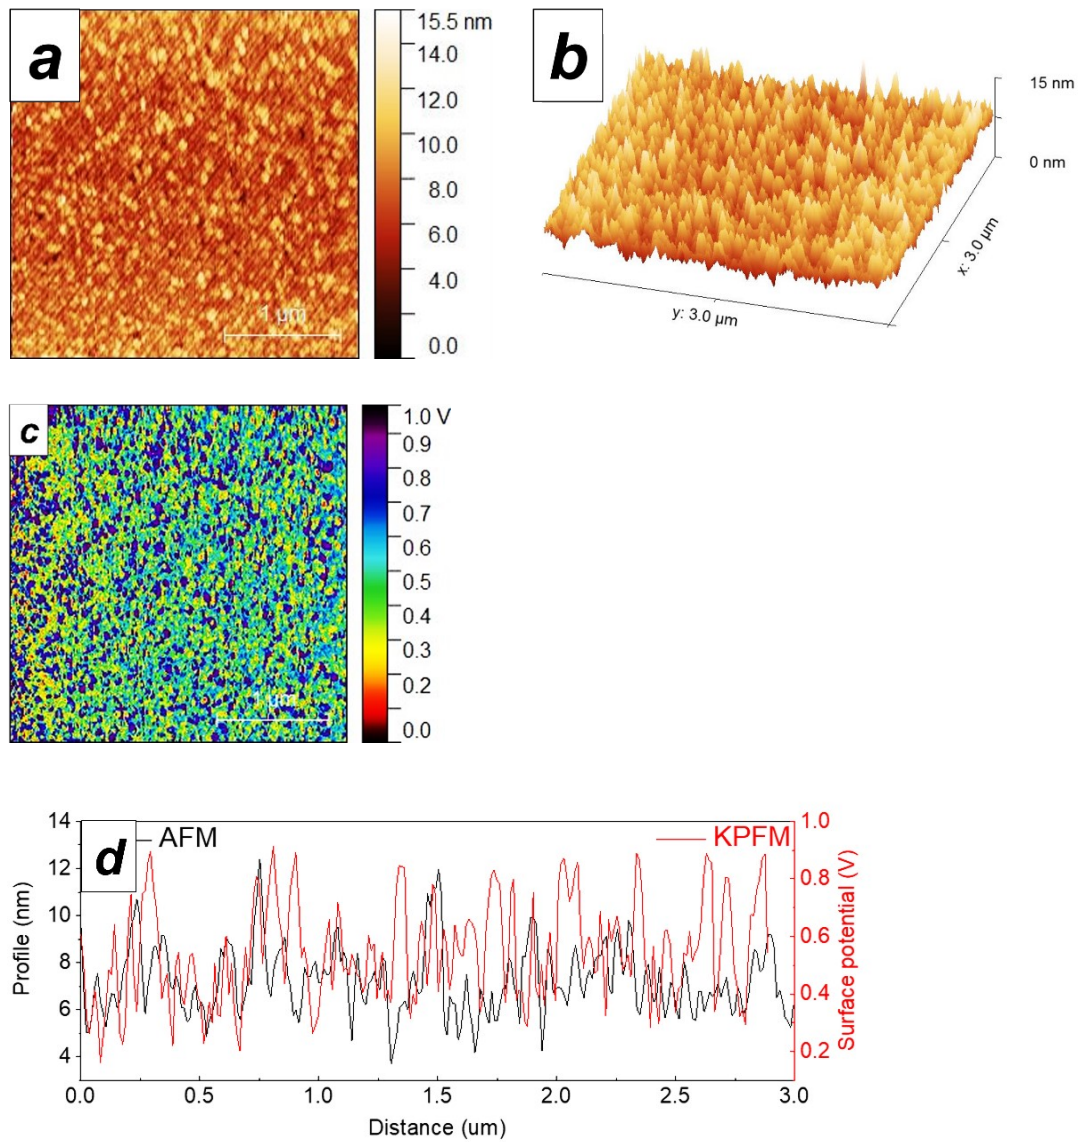 a
15.5 nm
14.0
12.0
10.0
8.0
6.0
4.0
0.0
1 µm
b
15 nm
0 nm
x: 3.0 µm
y: 3.0 µm
c
1.0 V
0.9
0.8
0.7
0.6
0.5
0.4
0.3
0.2
0.0
1 µm
d
AFM
KPFM
14
12
10
8
6
4
Profile (nm)
1.0
0.8
0.6
0.4
0.2
Surface potential (V)
0.0 0.5 1.0 1.5 2.0 2.5 3.0
Distance (um)